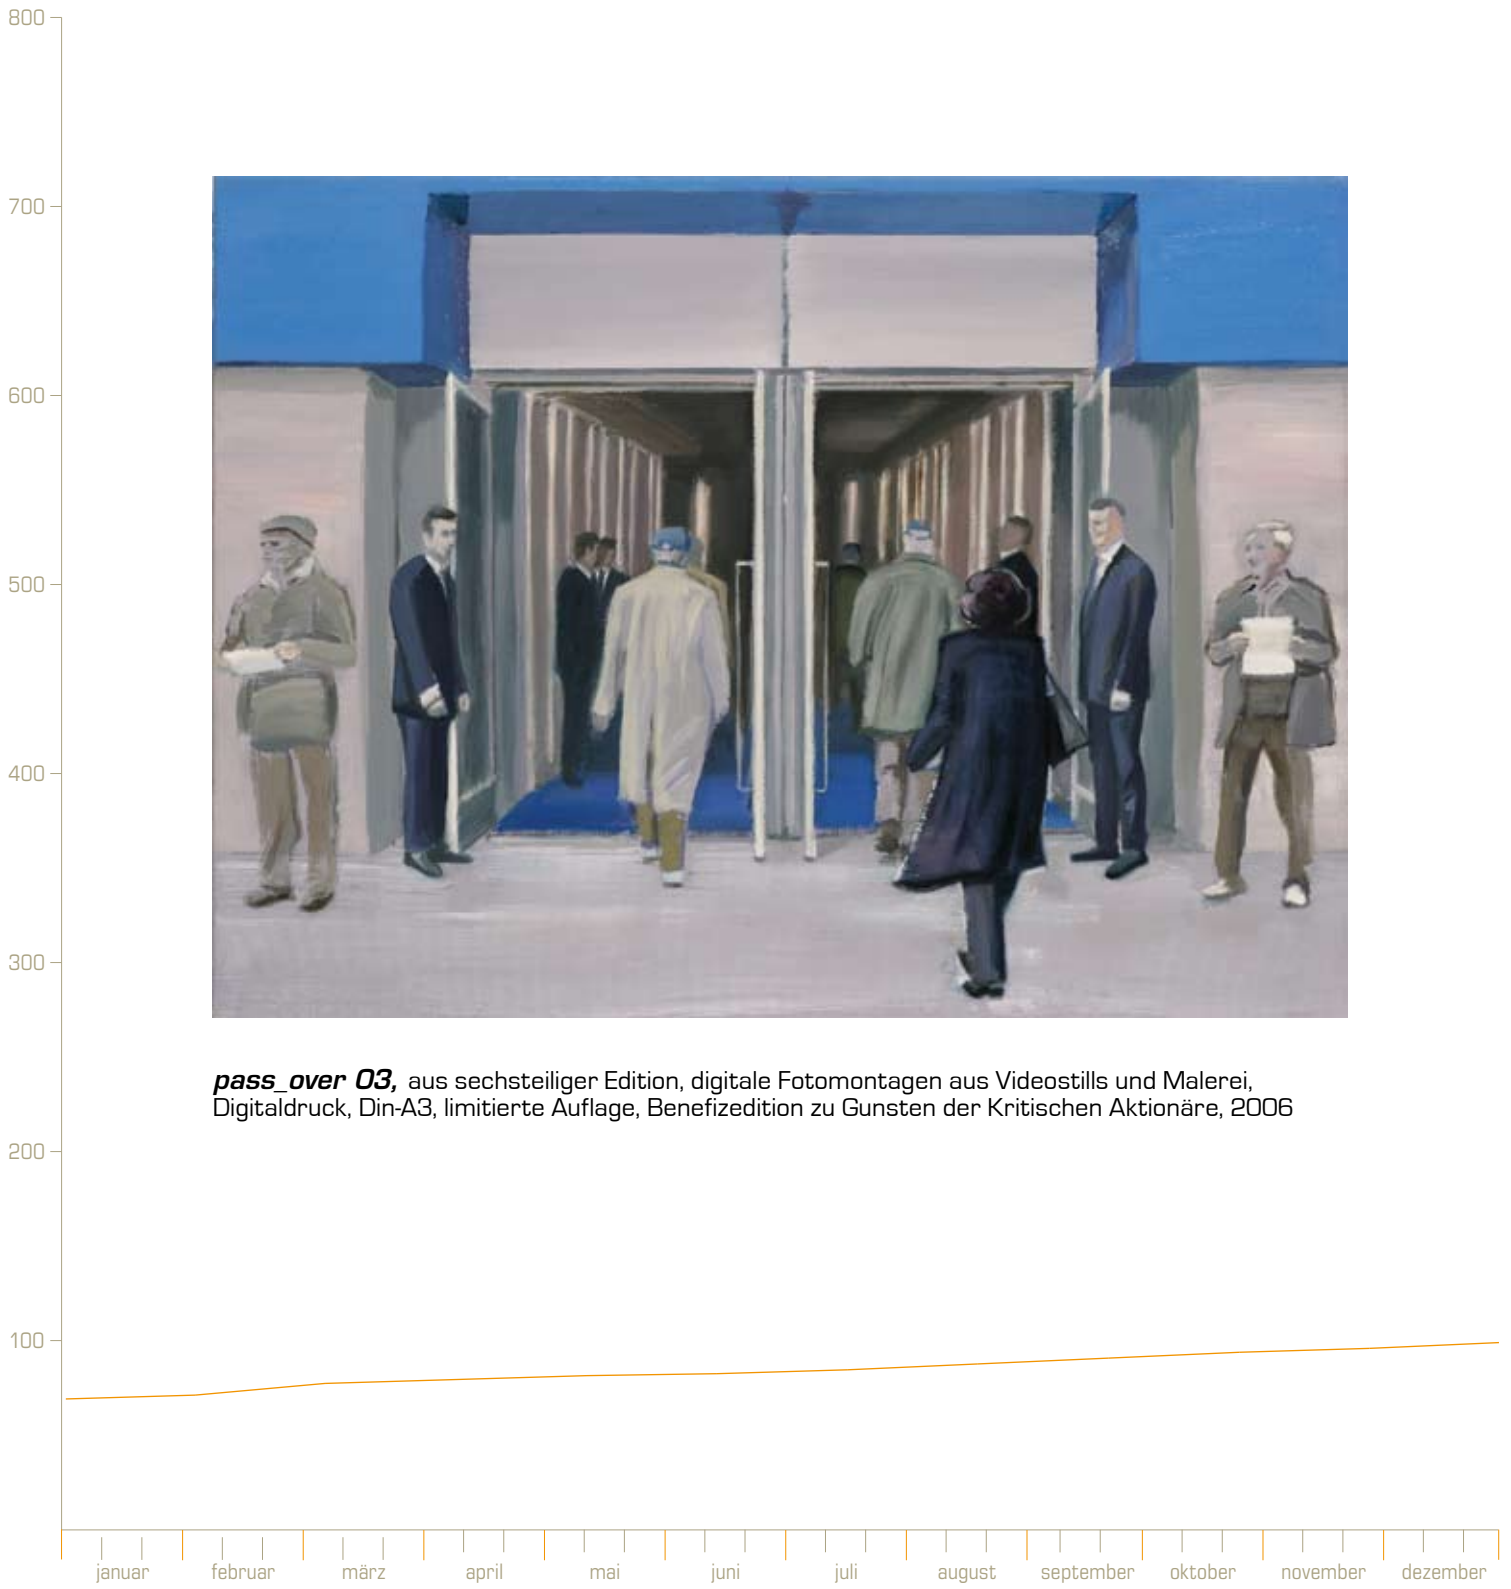 800
700
600
500
400
300
pass_over 03, aus sechsteiliger Edition, digitale Fotomontagen aus Videostills und Malerei,
Digitaldruck, Din-A3, limitierte Auflage, Benefizedition zu Gunsten der Kritischen Aktionäre, 2006
200
100
januar februar märz april mai juni juli august september oktober november dezember